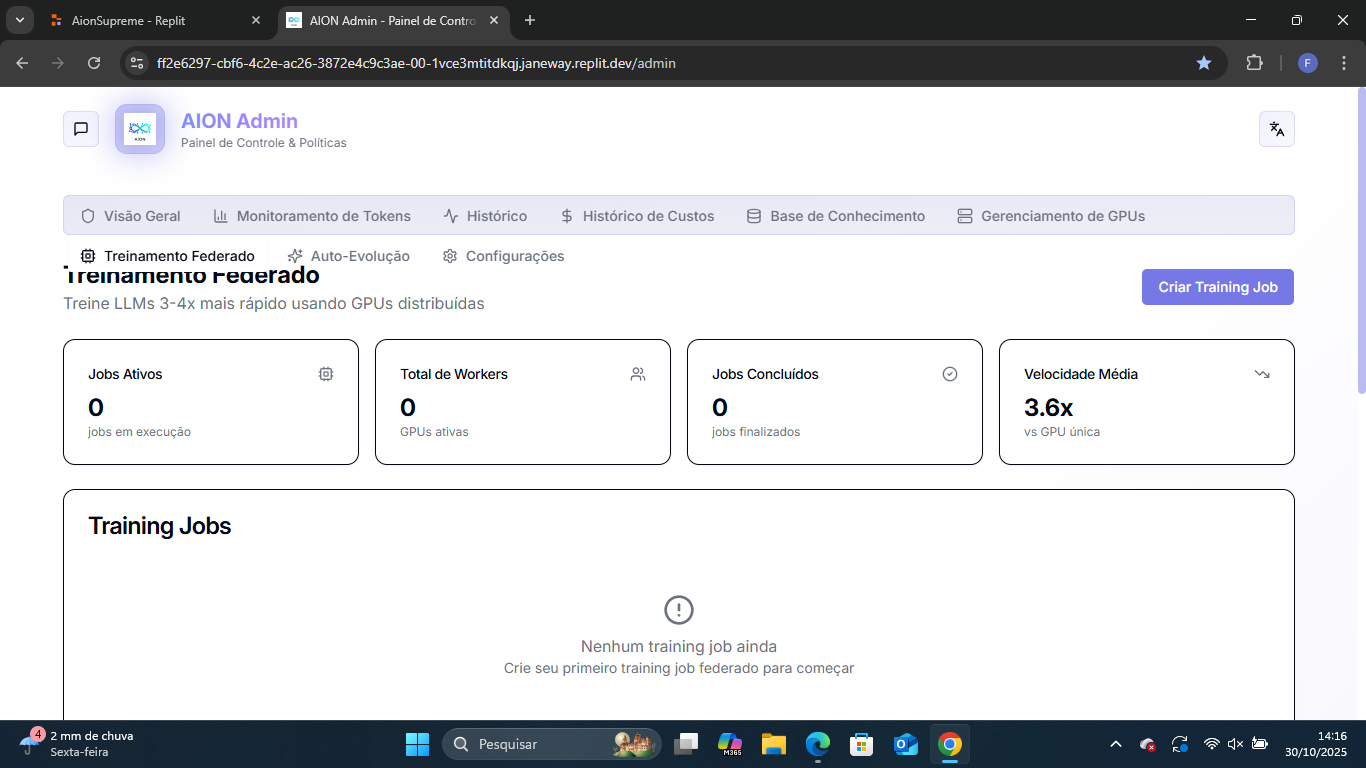 AionSupreme - Replit
AION Admin - Painel de Contro
ff2e6297-cbf6-4c2e-ac26-3872e4c9c3ae-00-1vce3mtitdkqj.janeway.replit.dev/admin
F
AION
AION Admin
Painel de Controle & Políticas
Visão Geral
Monitoramento de Tokens
Histórico
Histórico de Custos
Base de Conhecimento
Gerenciamento de GPUs
Treinamento Federado
Auto-Evolução
Configurações
Treinamento Federado
Treine LLMs 3-4x mais rápido usando GPUs distribuídas
Criar Training Job
Jobs Ativos
0
jobs em execução
Total de Workers
0
GPUs ativas
Jobs Concluídos
0
jobs finalizados
Velocidade Média
3.6x
vs GPU única
Training Jobs
Nenhum training job ainda
Crie seu primeiro training job federado para começar
4
2 mm de chuva
Sexta-feira
Pesquisar
M365
14:16
30/10/2025